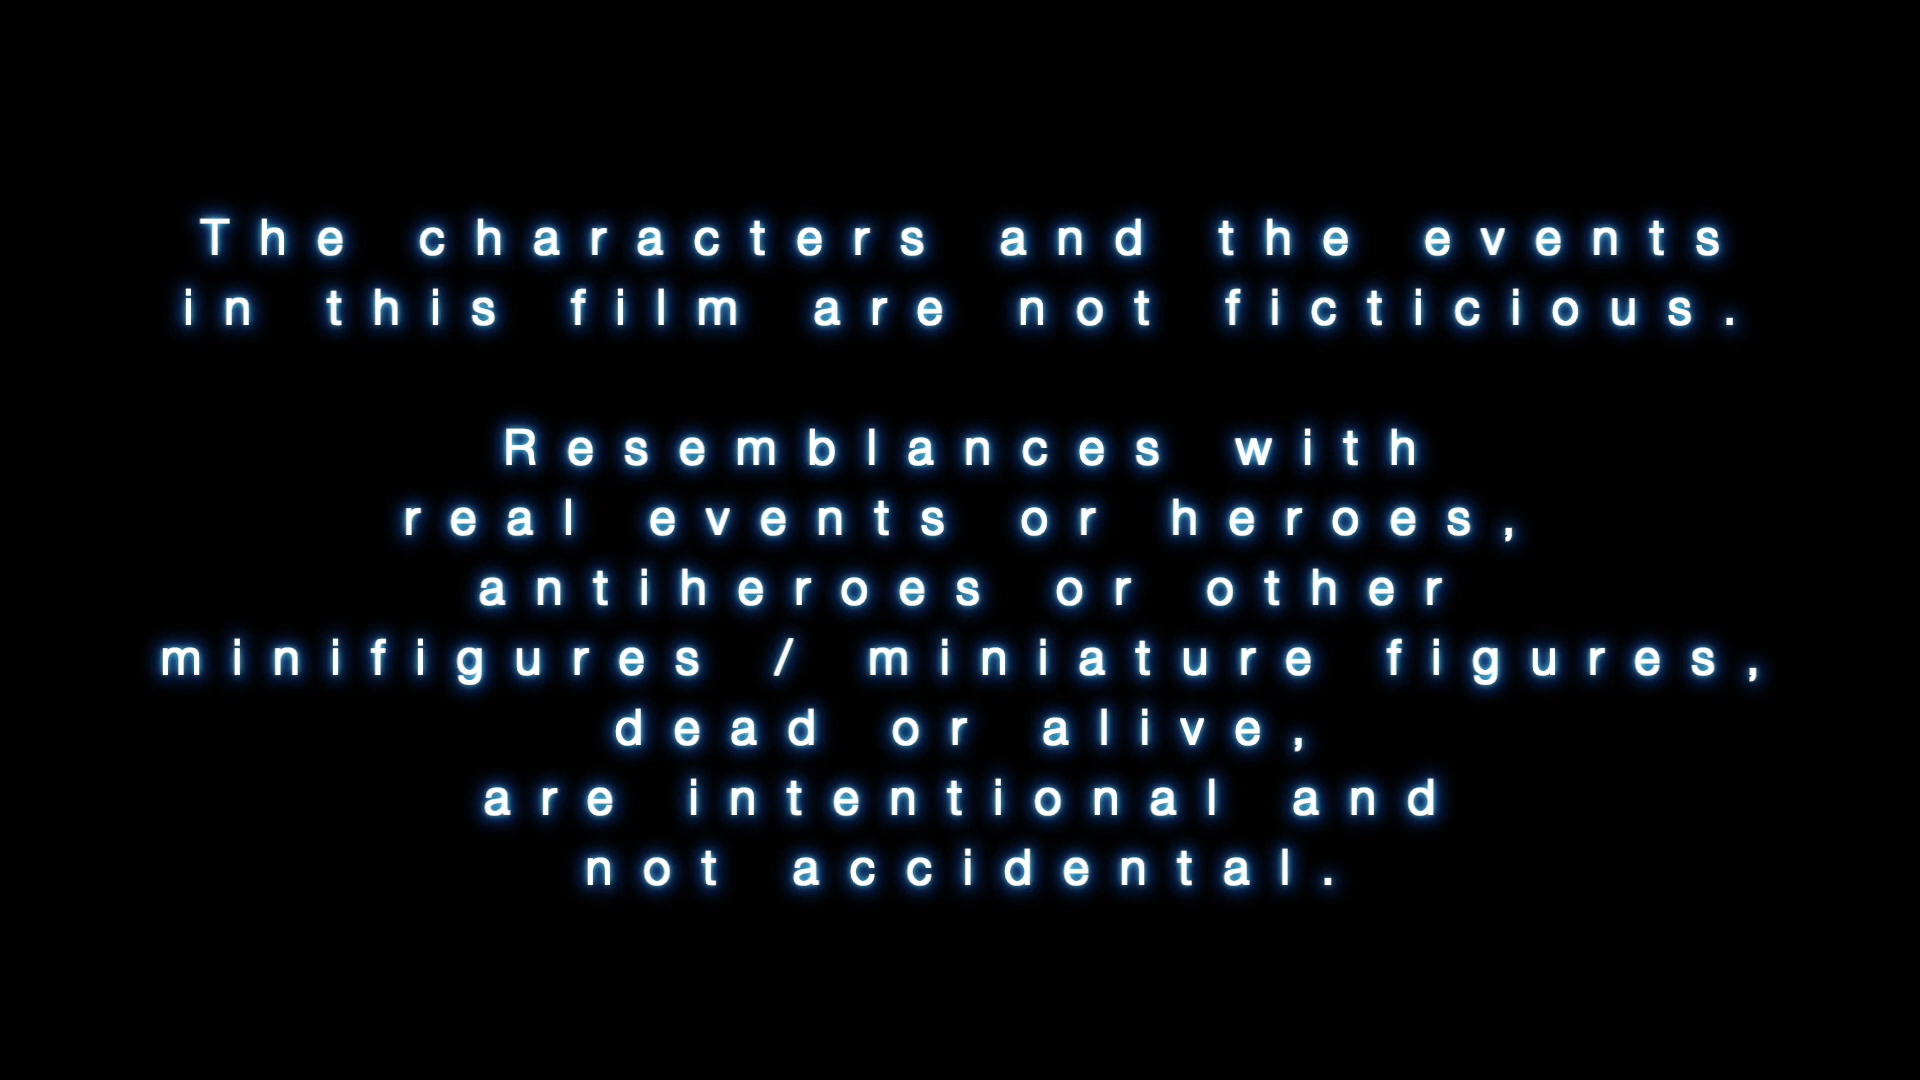 The characters and the events
in this film are not ficticious.
Resemblances with
real events or heroes,
antiheroes or other
minifigures / miniature figures,
dead or alive,
are intentional and
not accidental.